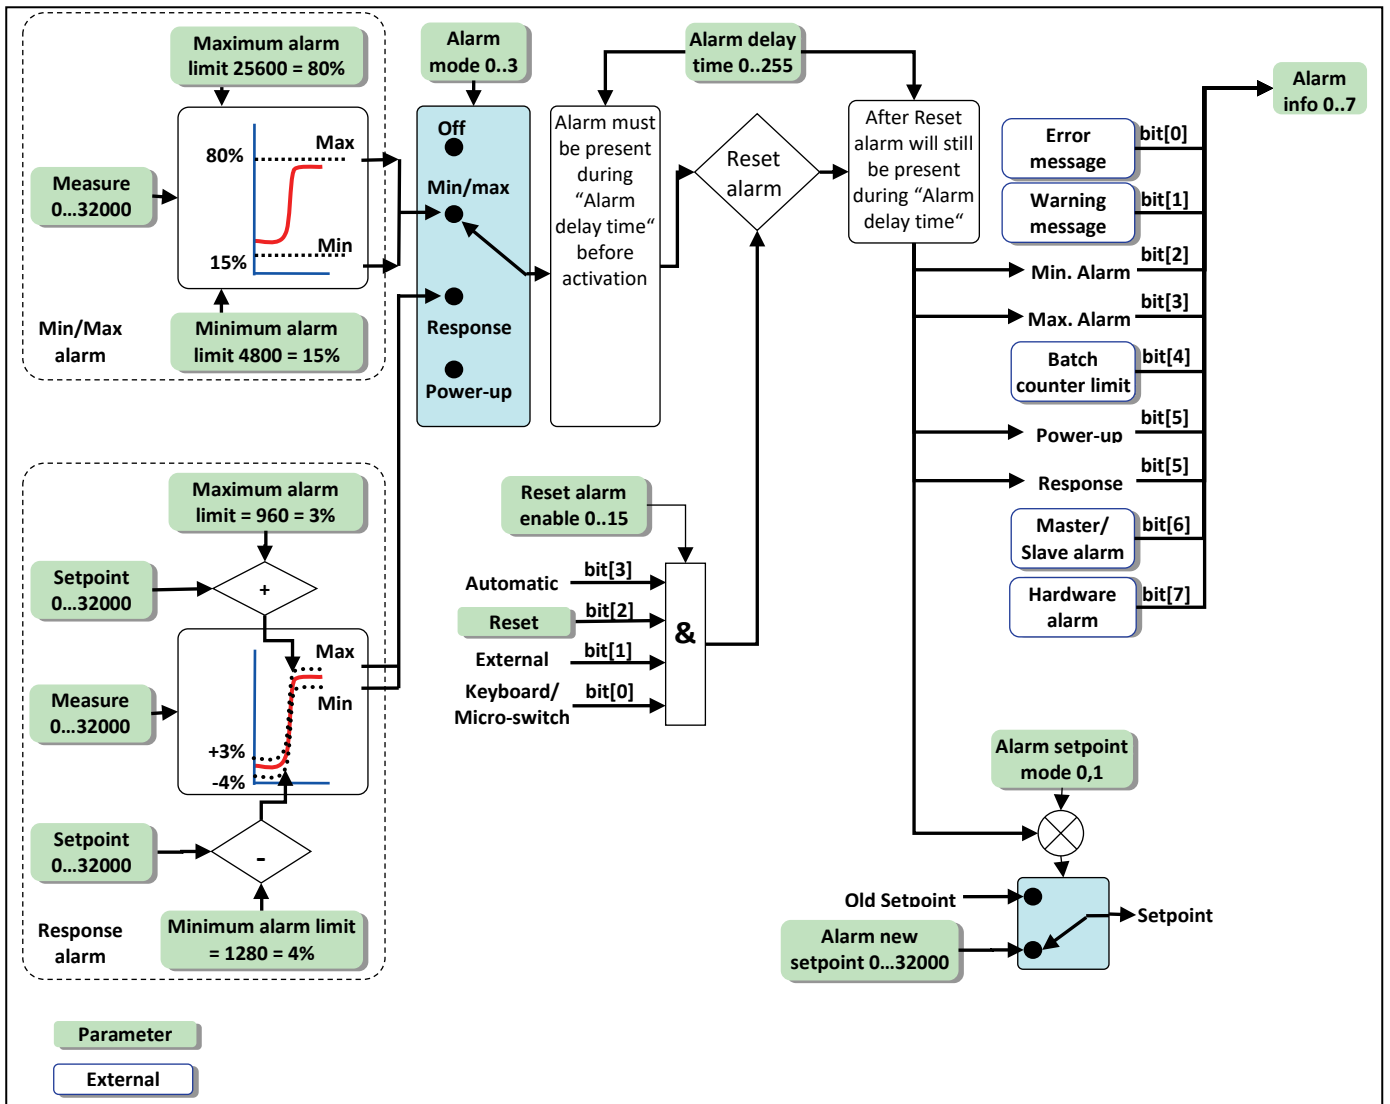 Maximum alarm
limit 25600 = 80%
80%
Max
Measure
0...32000
Min
15%
Min/Max
alarm
Minimum alarm
limit 4800 = 15%
Alarm
mode 0..3
Off
Min/max
Response
Power-up
Alarm must
be present
during
“Alarm
delay time“
before
activation
Alarm delay
time 0..255
Reset
alarm
After Reset
alarm will still
be present
during “Alarm
delay time“
Alarm
info 0..7
Error
message
bit[0]
Warning
message
bit[1]
Min. Alarm
bit[2]
Max. Alarm
bit[3]
Batch
counter limit
bit[4]
Power-up
bit[5]
Response
bit[5]
Master/
Slave alarm
bit[6]
Hardware
alarm
bit[7]
Maximum alarm
limit = 960 = 3%
Setpoint
0...32000
+
Max
Min
Measure
0...32000
+3%
-4%
Setpoint
0...32000
-
Response
alarm
Minimum alarm limit
= 1280 = 4%
Reset alarm
enable 0..15
Automatic
bit[3]
Reset
bit[2]
External
bit[1]
Keyboard/
Micro-switch
bit[0]
&
Alarm setpoint
mode 0,1
Old Setpoint
Alarm new
setpoint 0...32000
Setpoint
Parameter
External